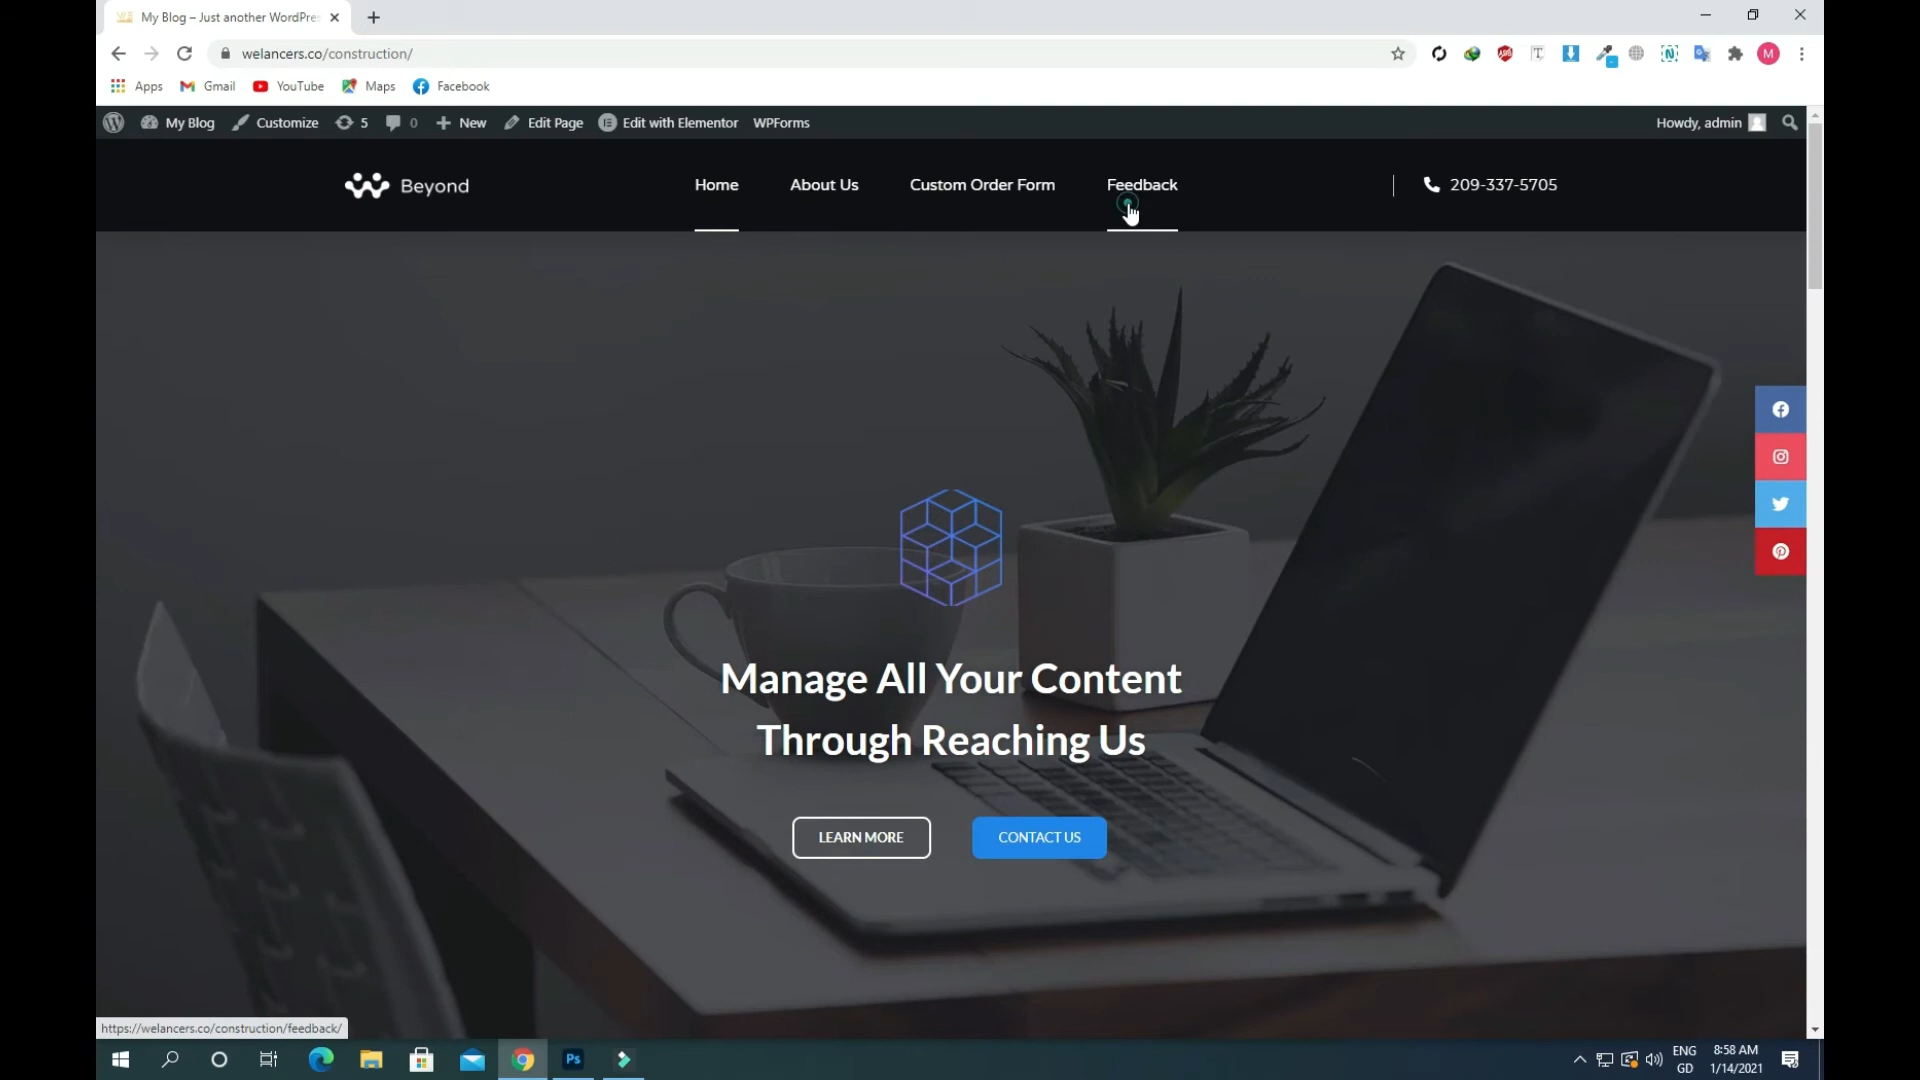 My Blog – Just another WordPres
welancers.co/construction/
Apps Gmail YouTube Maps Facebook
My Blog Customize 5 0 New Edit Page Edit with Elementor WPForms Howdy, admin
Beyond Home About Us Custom Order Form Feedback 209-337-5705
Manage All Your Content
Through Reaching Us
LEARN MORE CONTACT US
https://welancers.co/construction/feedback/
ENG 8:58 AM
GD 1/14/2021